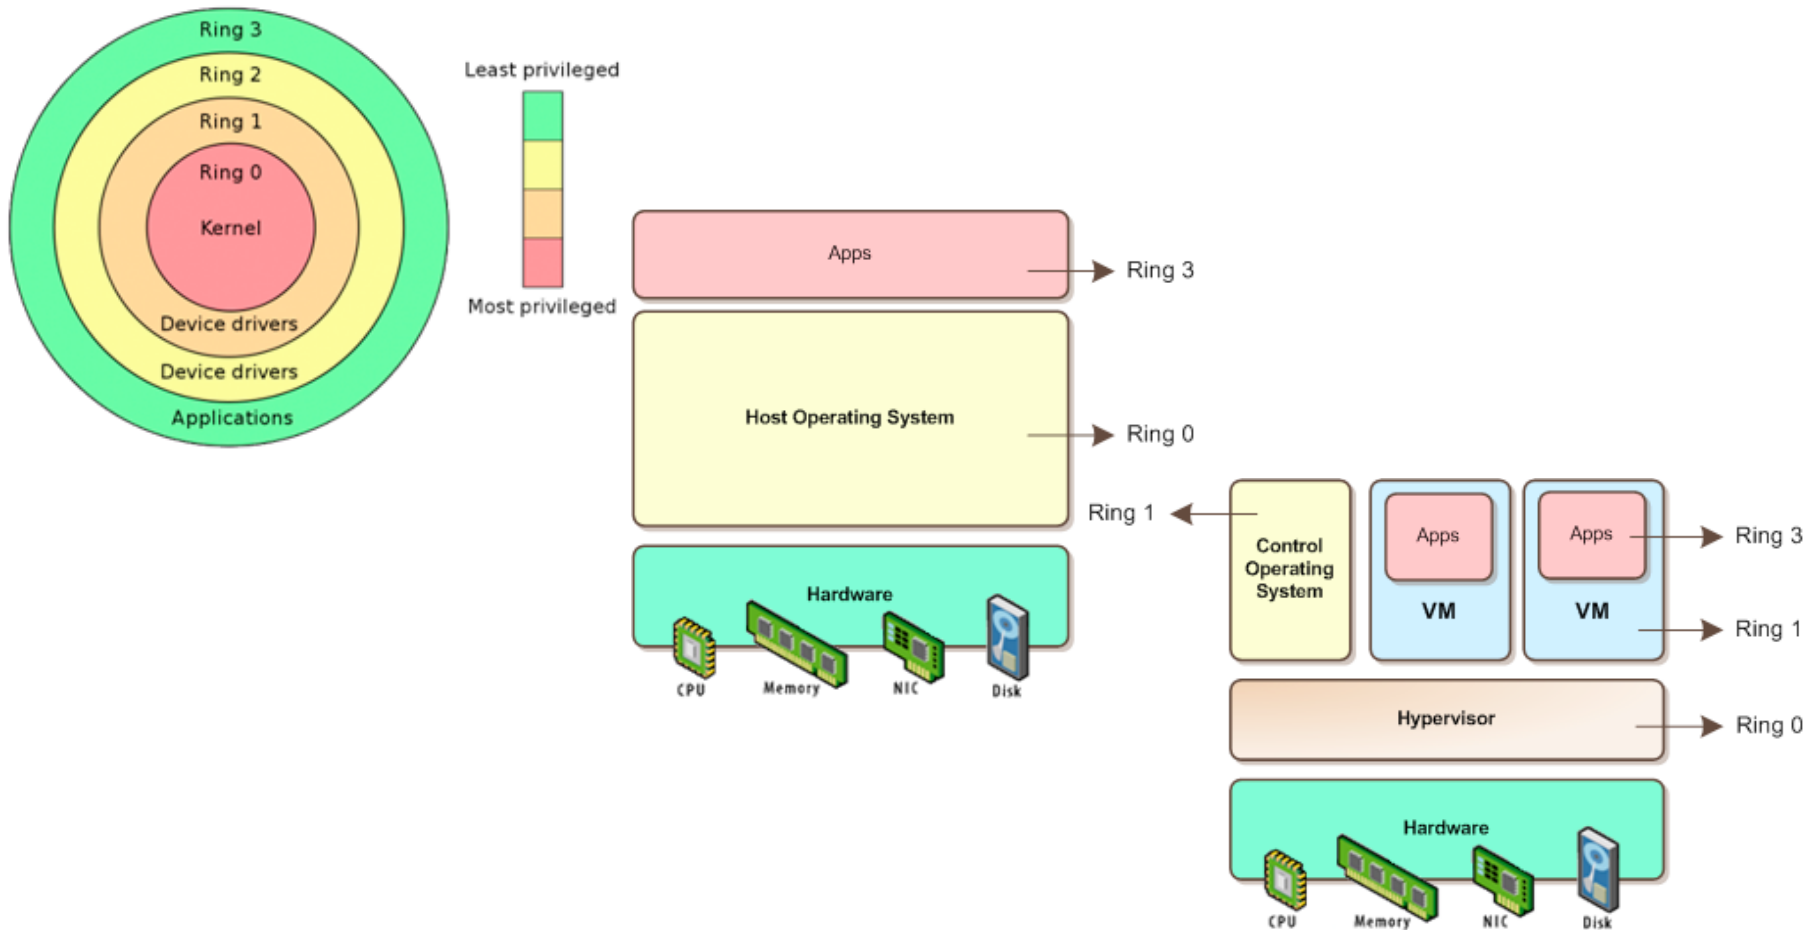 Ring 3
Ring 2
Ring 1
Ring 0
Kernel
Device drivers
Device drivers
Applications
Least privileged
Most privileged
Apps
Ring 3
Host Operating System
Ring 0
Hardware
CPU
Memory
NIC
Disk
Ring 1
Control
Operating
System
Apps
VM
Apps
VM
Ring 3
Ring 1
Hypervisor
Ring 0
Hardware
CPU
Memory
NIC
Disk